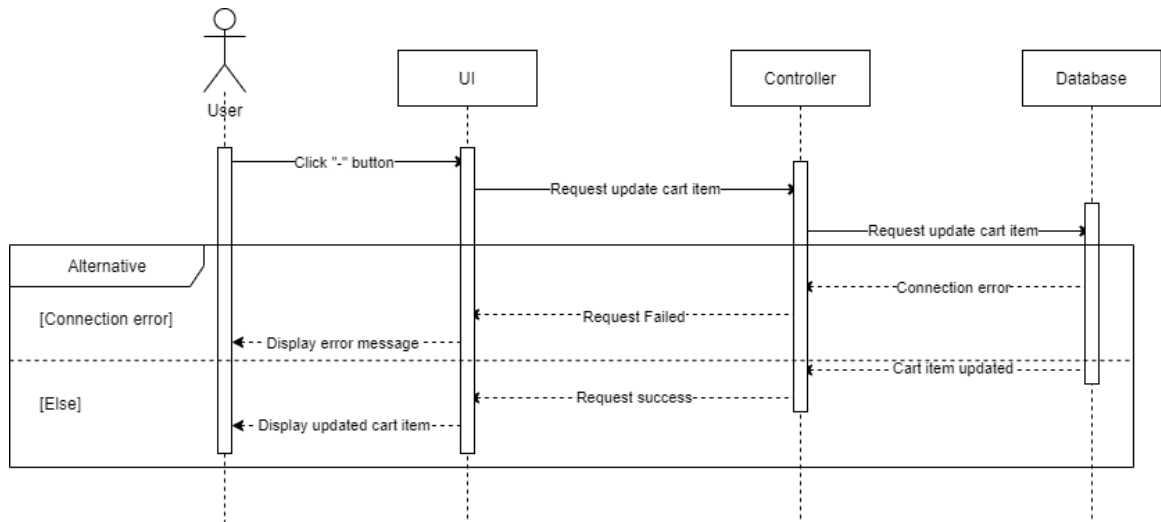 User
UI
Controller
Database
Click "-" button
Request update cart item
Request update cart item
Alternative
Connection error
[Connection error]
Request Failed
Display error message
Cart item updated
[Else]
Request success
Display updated cart item